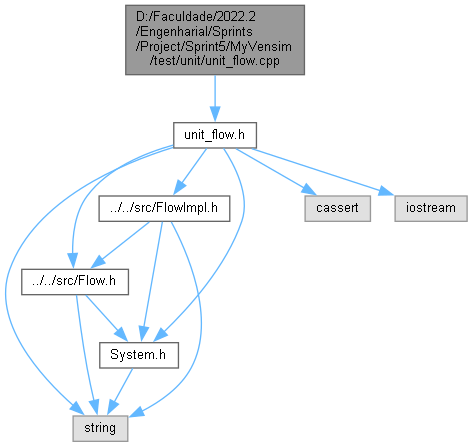 D:/Faculdade/2022.2
/Engenharial/Sprints
/Project/Sprint5/MyVensim
/test/unit/unit_flow.cpp
unit_flow.h
../../src/FlowImpl.h
cassert
iostream
../../src/Flow.h
System.h
string